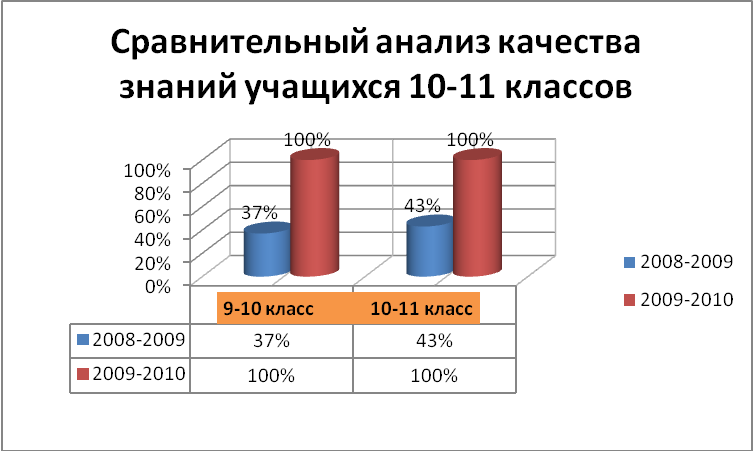 Сравнительный анализ качества
знаний учащихся 10-11 классов
100%
100%
100%
80%
60%
40%
20%
0%
37%
43%
2008-2009
2009-2010
9-10 класс 10-11 класс
2008-2009 37% 43%
2009-2010 100% 100%